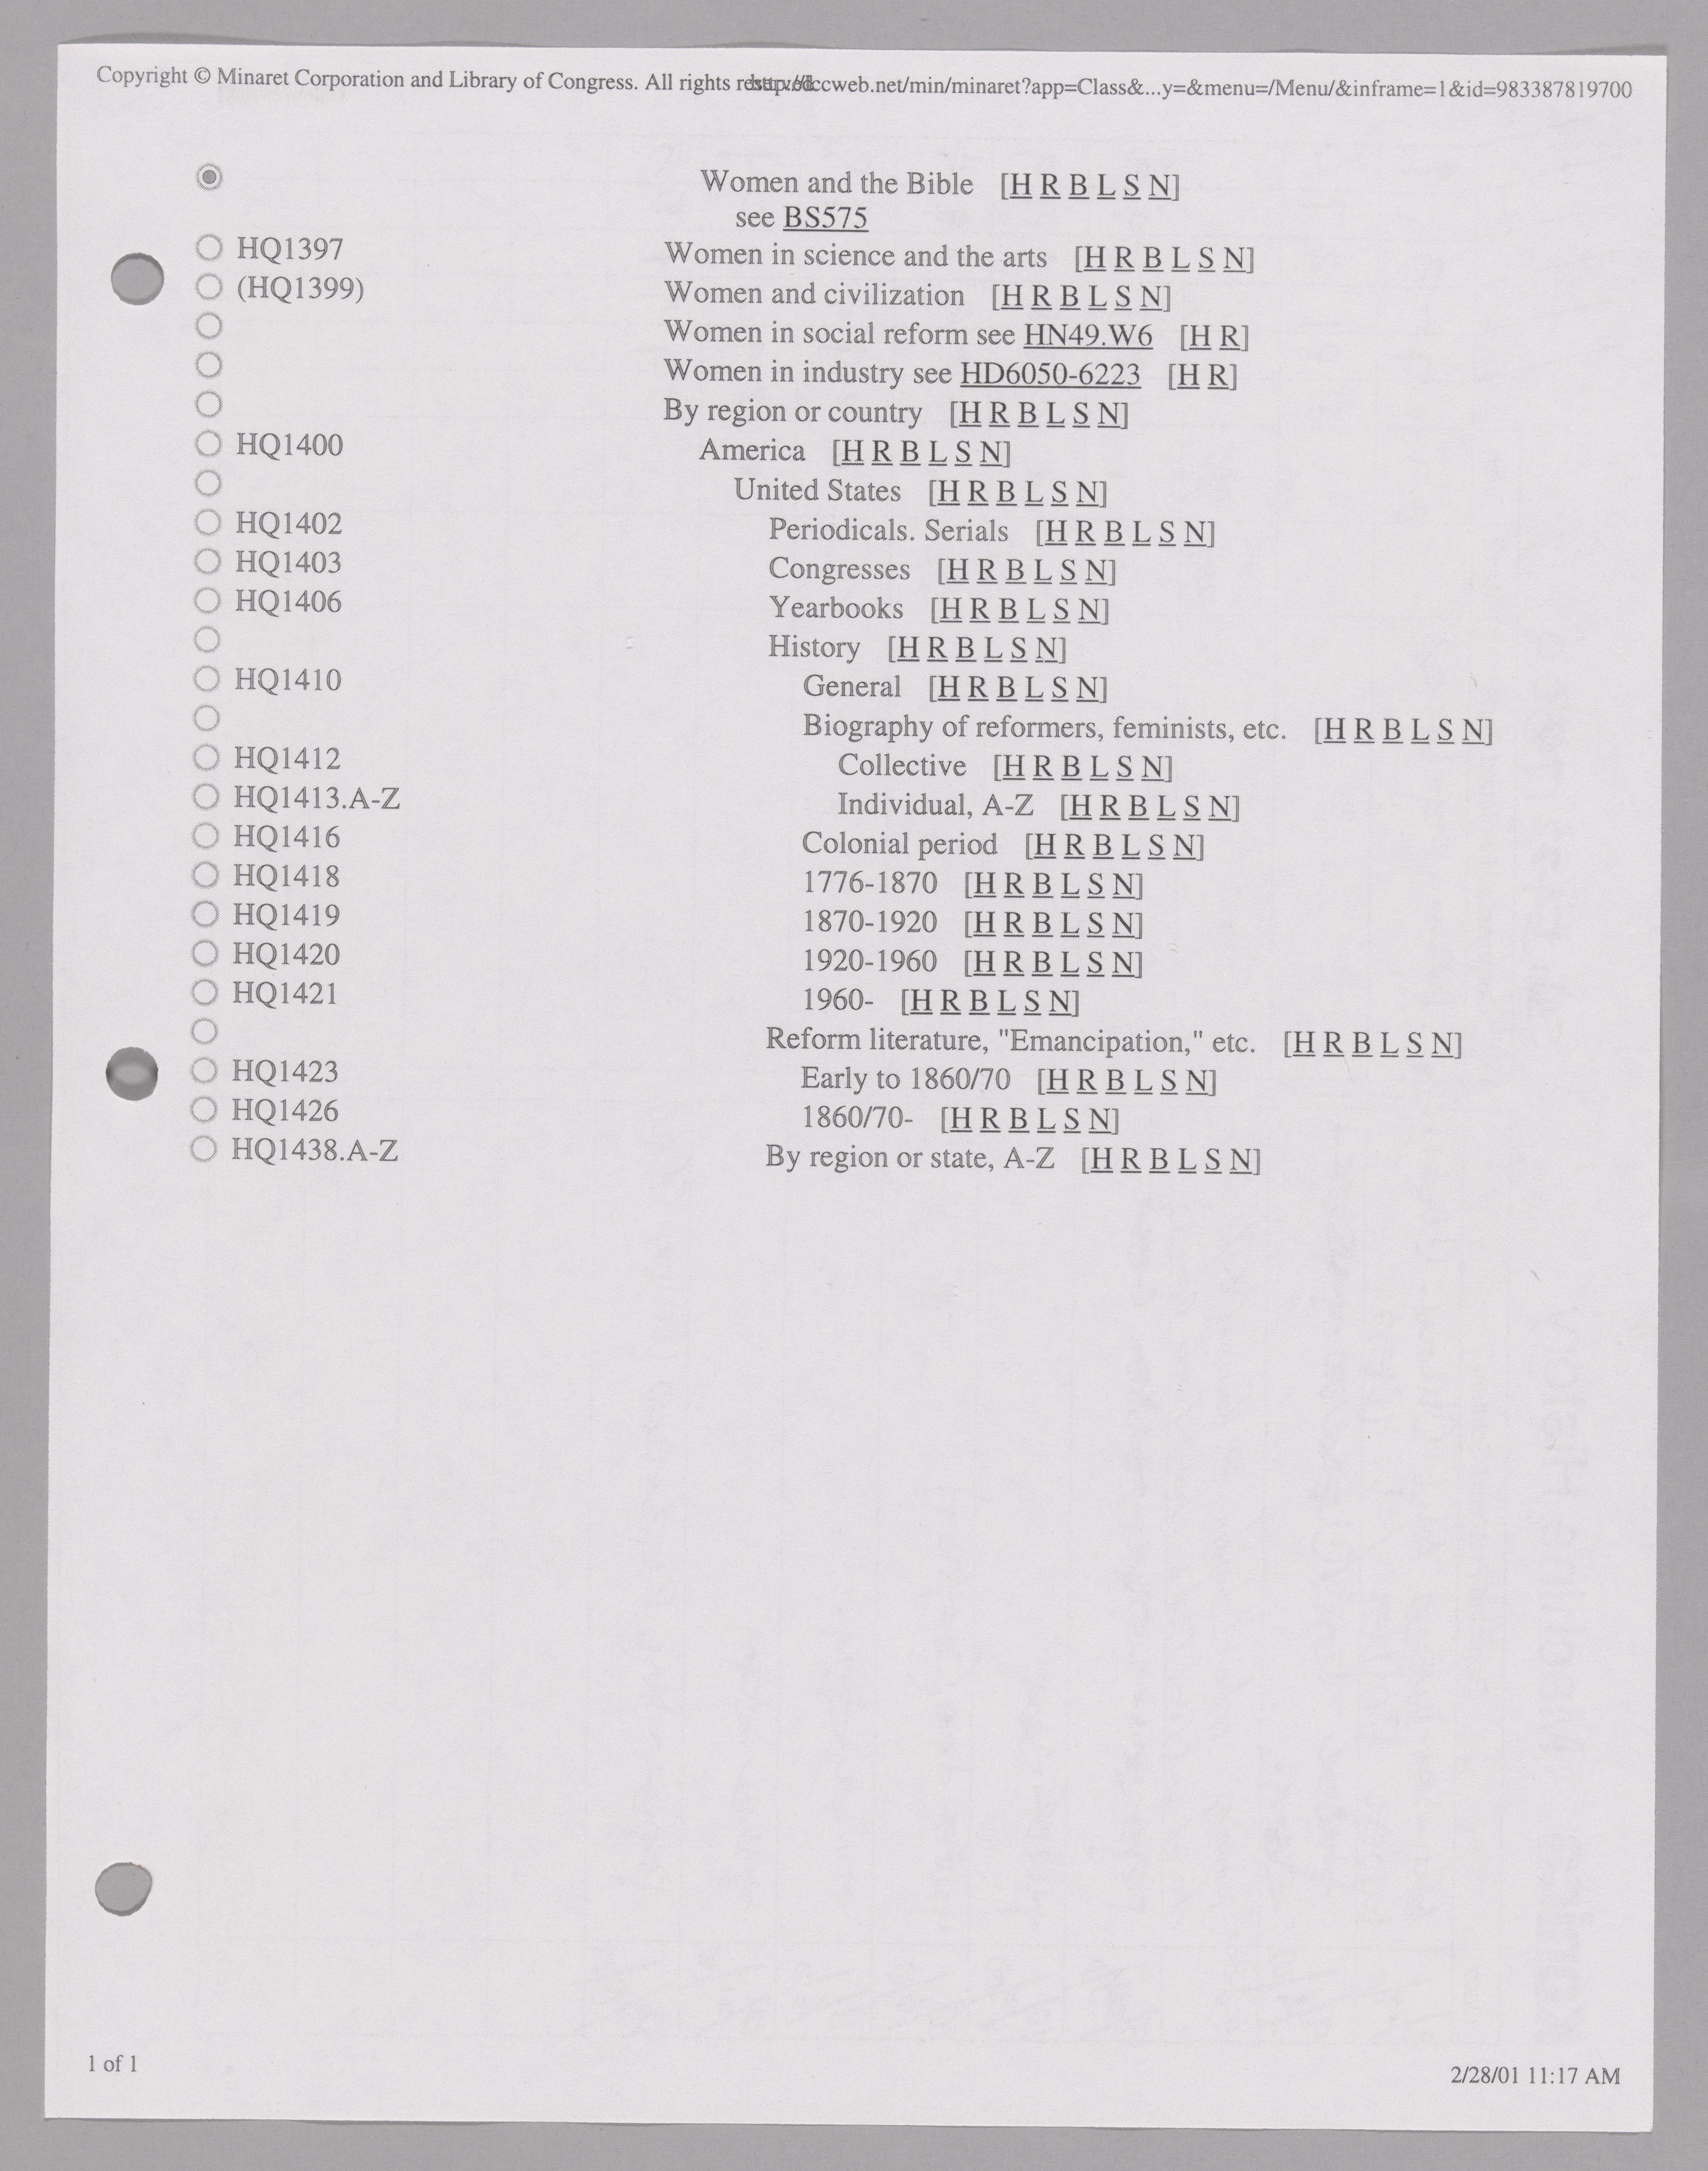 Copyright © Minaret Corporation and Library of Congress. All rights reserved. http://lccweb.net/min/minaret?app=Class&...y=&menu=/Menu/&inframe=1&id=983387819700
Women and the Bible [H R B L S N]
see BS575
HQ1397 Women in science and the arts [H R B L S N]
(HQ1399) Women and civilization [H R B L S N]
Women in social reform see HN49.W6 [H R]
Women in industry see HD6050-6223 [H R]
By region or country [H R B L S N]
HQ1400 America [H R B L S N]
United States [H R B L S N]
HQ1402 Periodicals. Serials [H R B L S N]
HQ1403 Congresses [H R B L S N]
HQ1406 Yearbooks [H R B L S N]
History [H R B L S N]
HQ1410 General [H R B L S N]
Biography of reformers, feminists, etc. [H R B L S N]
HQ1412 Collective [H R B L S N]
HQ1413.A-Z Individual, A-Z [H R B L S N]
HQ1416 Colonial period [H R B L S N]
HQ1418 1776-1870 [H R B L S N]
HQ1419 1870-1920 [H R B L S N]
HQ1420 1920-1960 [H R B L S N]
HQ1421 1960- [H R B L S N]
Reform literature, "Emancipation," etc. [H R B L S N]
HQ1423 Early to 1860/70 [H R B L S N]
HQ1426 1860/70- [H R B L S N]
HQ1438.A-Z By region or state, A-Z [H R B L S N]
1 of 1
2/28/01 11:17 AM